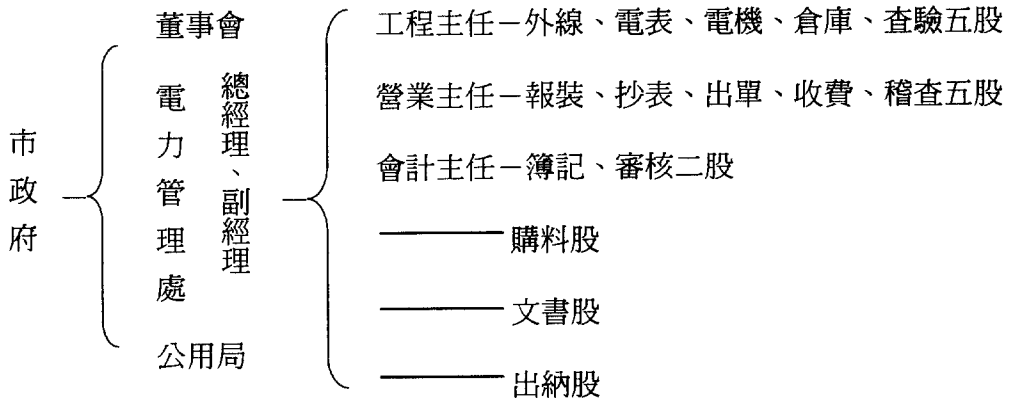 市政府
董事會
電力管理處
總經理、副經理
公用局
工程主任－外線、電表、電機、倉庫、查驗五股
營業主任－報裝、抄表、出單、收費、稽查五股
會計主任－簿記、審核二股
購料股
文書股
出納股